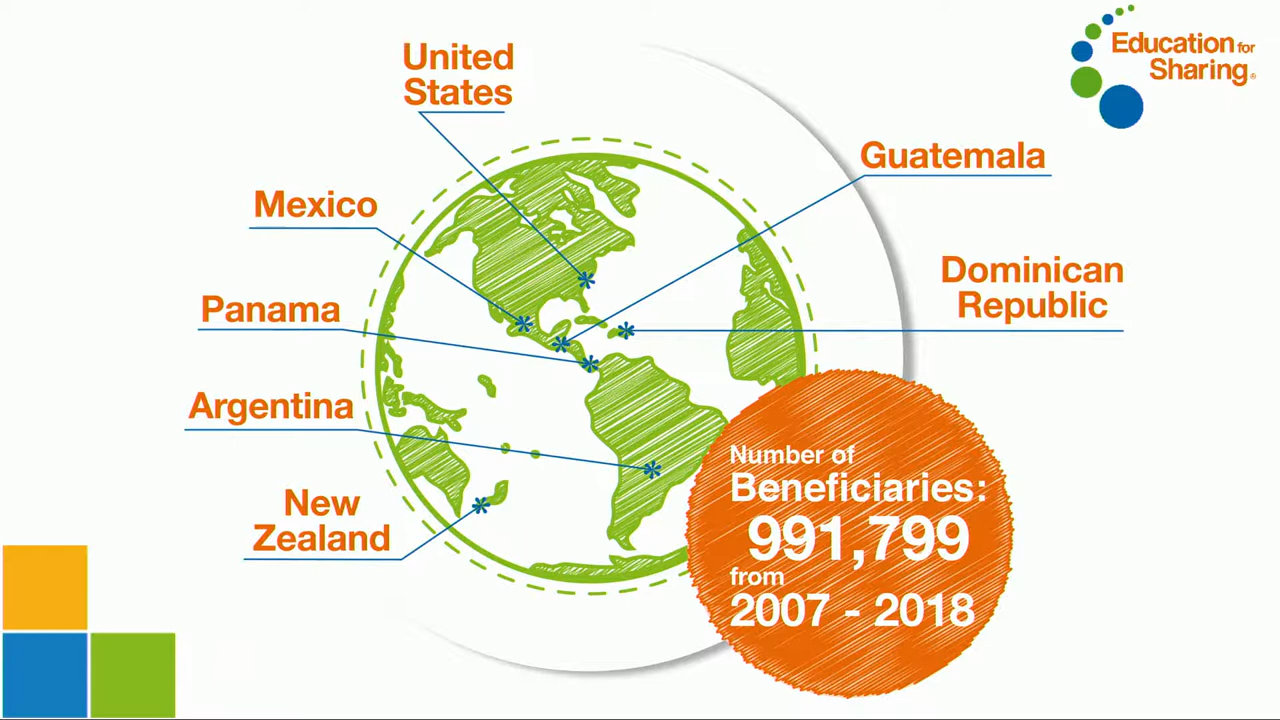 Education for
Sharing®
United
States
Guatemala
Mexico
Dominican
Republic
Panama
Argentina
New
Zealand
Number of
Beneficiaries:
991,799
from
2007 - 2018